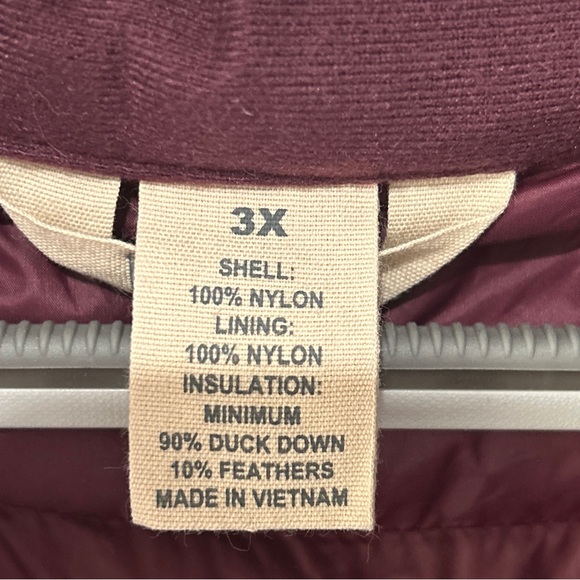 3X
SHELL:
100% NYLON
LINING:
100% NYLON
INSULATION:
MINIMUM
90% DUCK DOWN
10% FEATHERS
MADE IN VIETNAM